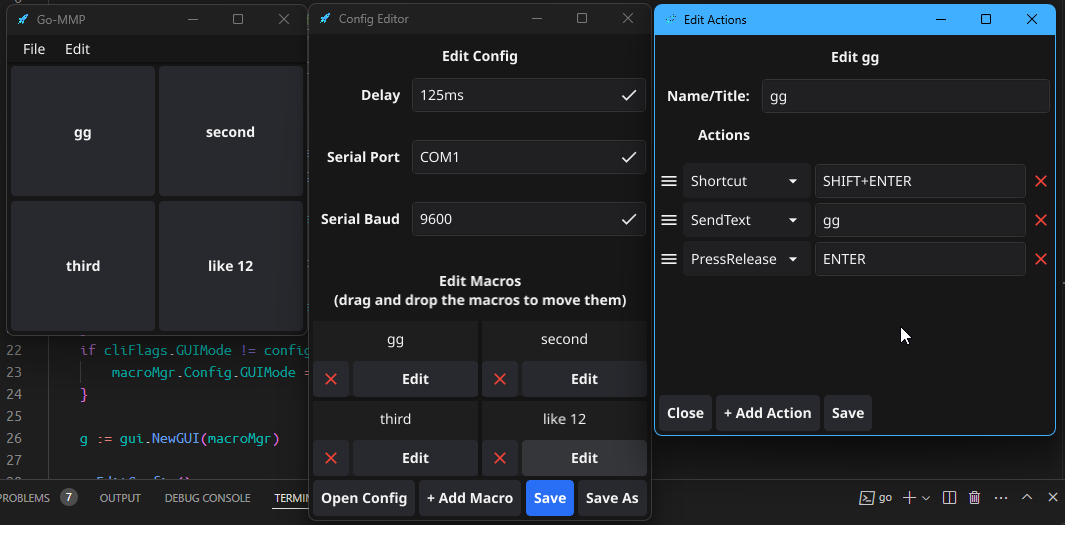 Go-MMP
File Edit
gg second
third like 12
22 if cliFlags.GUIMode != config
23 macroMgr.Config.GUIMode =
24 }
25
26 g := gui.NewGUI(macroMgr)
27
PROBLEMS 7 OUTPUT DEBUG CONSOLE TERMIN
go
Config Editor
Edit Config
Delay 125ms
Serial Port COM1
Serial Baud 9600
Edit Macros
(drag and drop the macros to move them)
gg second
Edit Edit
third like 12
Edit Edit
Open Config + Add Macro Save Save As
Edit Actions
Edit gg
Name/Title: gg
Actions
Shortcut SHIFT+ENTER
SendText gg
PressRelease ENTER
Close + Add Action Save